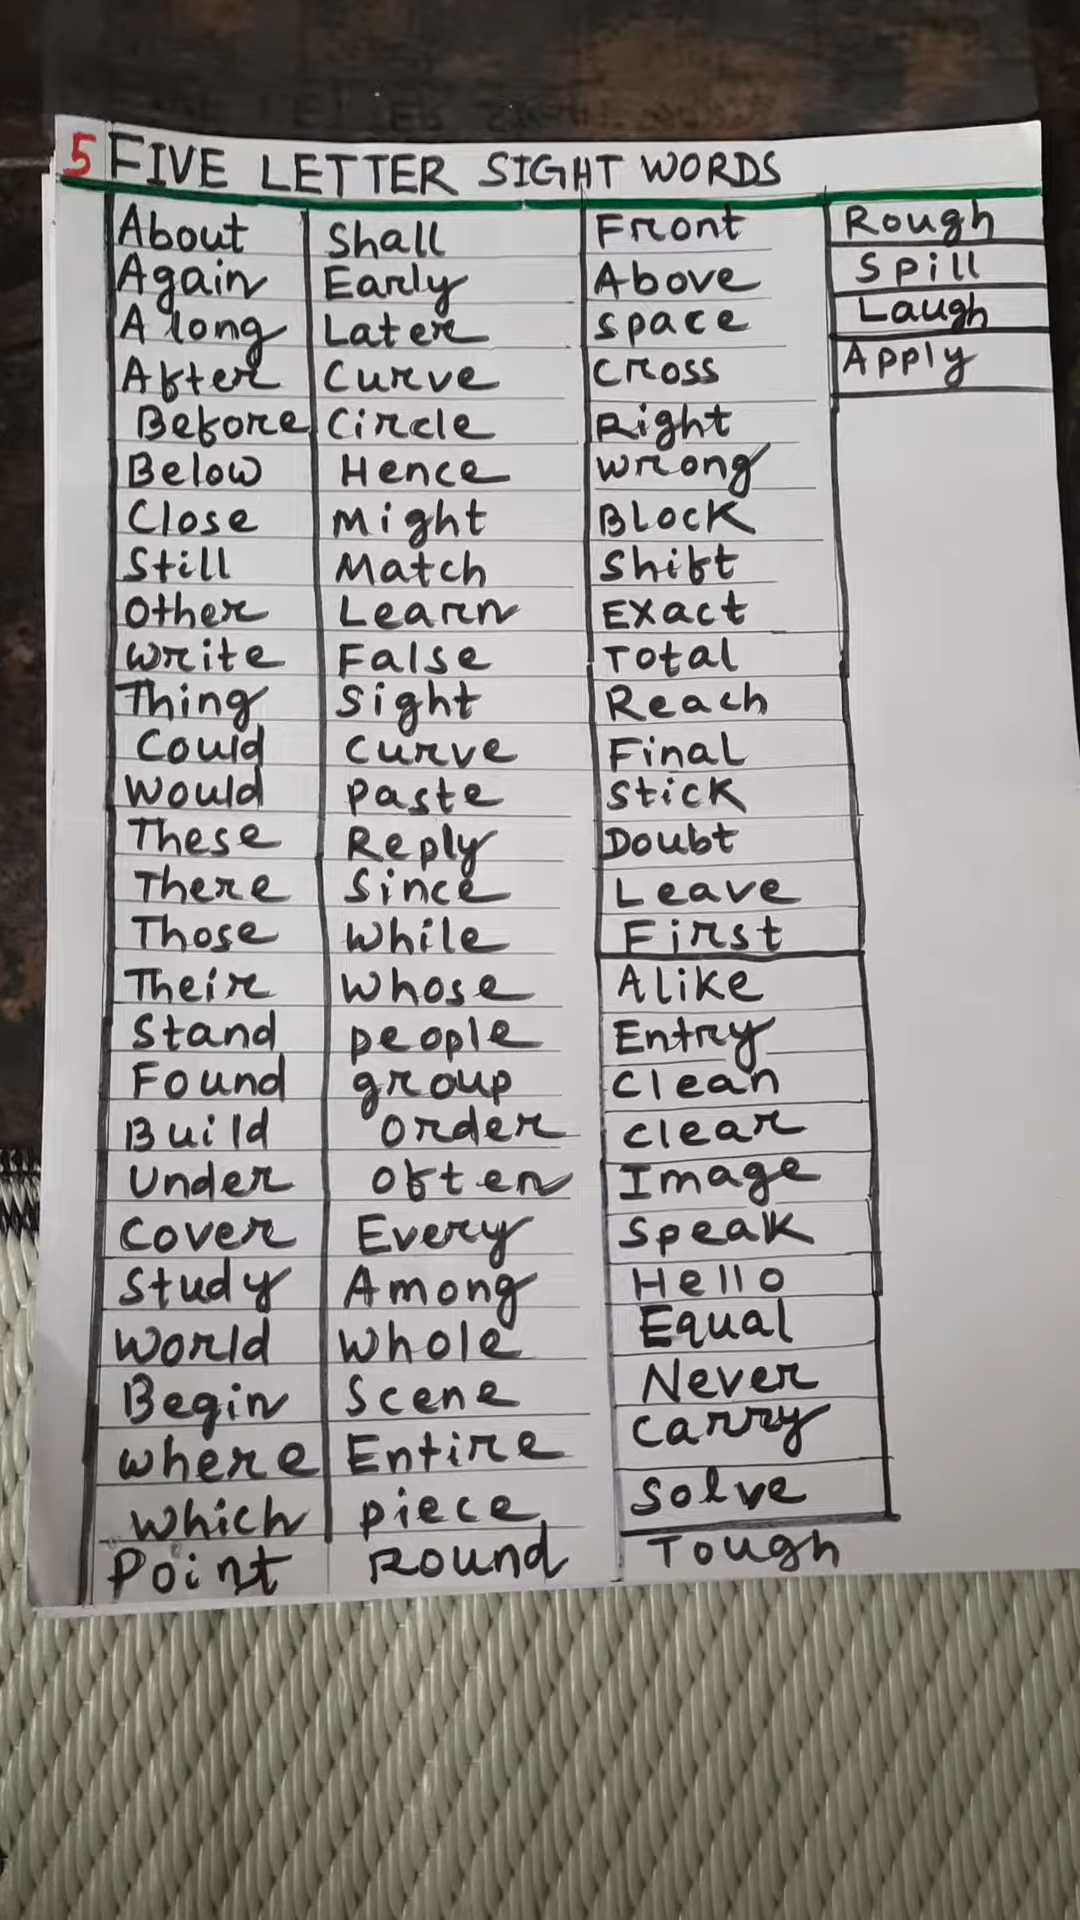 5 FIVE LETTER SIGHT WORDS
About
Again
Along
After
Before
Below
Close
Still
Other
Write
Thing
Could
Would
These
There
Those
Their
Stand
Found
Build
Under
Cover
Study
World
Begin
Where
Which
Point
Shall
Early
Later
Curve
Circle
Hence
Might
Match
Learn
False
Sight
Curve
Paste
Reply
Since
While
Whose
people
group
Order
Often
Every
Among
Whole
Scene
Entire
Piece
Round
Front
Above
Space
Cross
Right
Wrong
Block
Shift
Exact
Total
Reach
Final
Stick
Doubt
Leave
First
Alike
Entry
Clean
Clear
Image
Speak
Hello
Equal
Never
Carry
Solve
Tough
Rough
Spill
Laugh
Apply